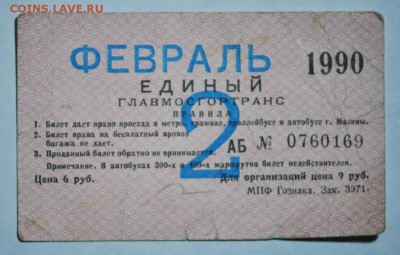 COINS.LAVE.RU
ФЕВРАЛЬ 1990
ЕДИНЫЙ
ГЛАВМОСГОРТРАНС
ПРАВИЛА
2
1. Билет дает право проезда в метро, трамвае, троллейбусе и автобусе г. Москвы.
2. Билет права на бесплатный провоз
багажа не дает.
3. Проданный билет обратно не принимается.
АБ № 0760169
Примечание. В автобусах 300-х и 400-х маршрутов билет недействителен.
Цена 6 руб. Для организаций цена 9 руб.
МПФ Гознака. Зак. 3971-